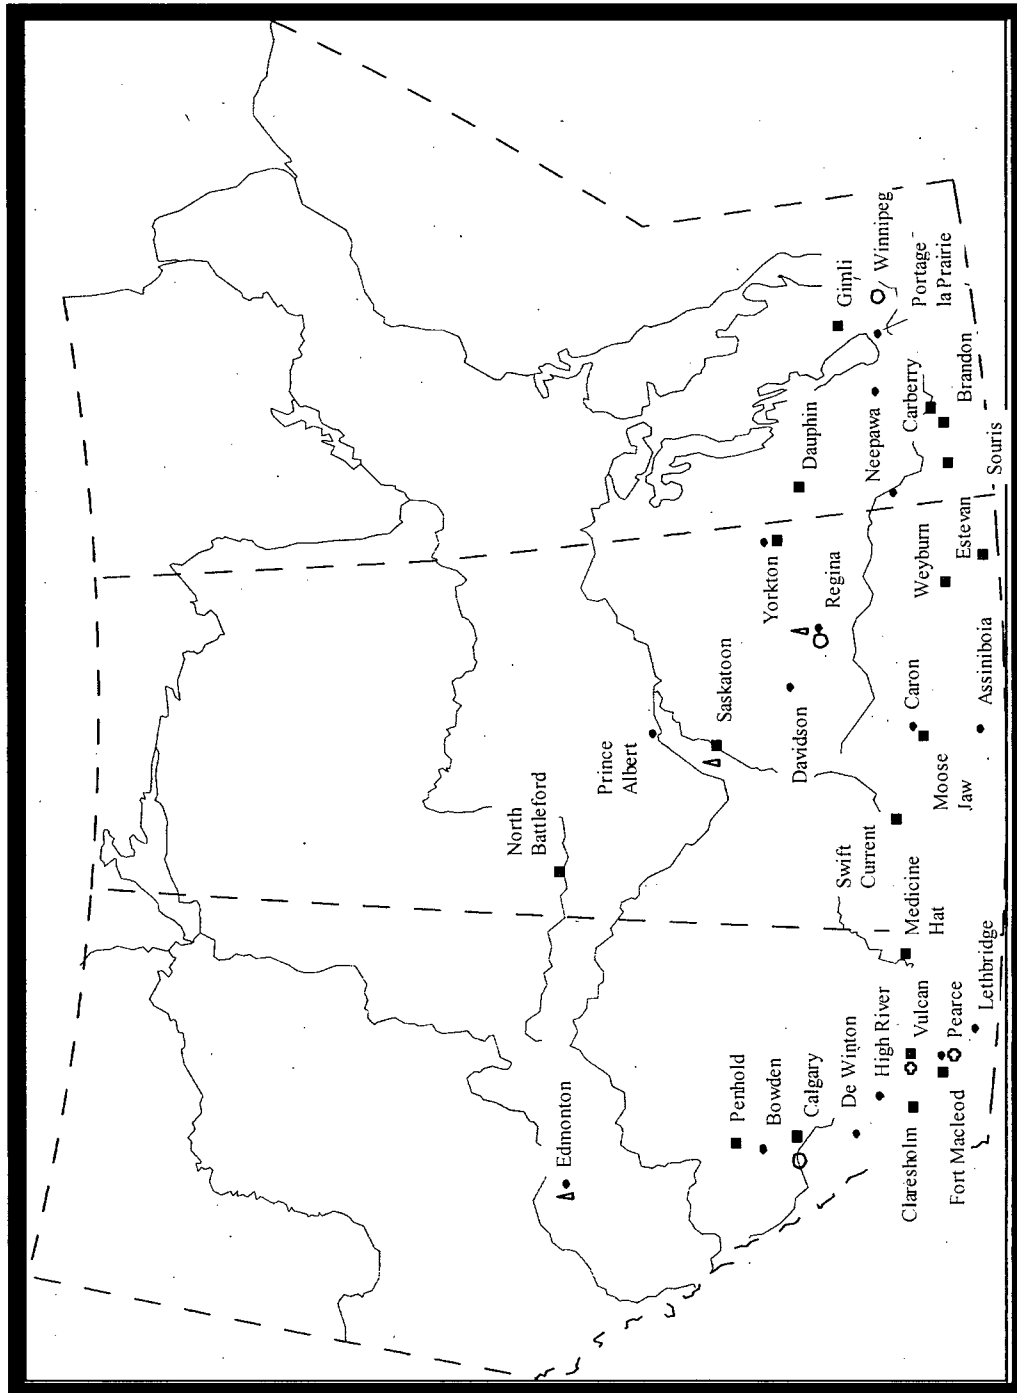 North
Battleford
Prince
Albert
Edmonton
Saskatoon
Penhold
Bowden
Calgary
De Winton
High River
Claresholm
Vulcan
Fort Macleod
Pearce
Lethbridge
Medicine
Hat
Swift
Current
Davidson
Regina
Yorkton
Dauphin
Gimli
Winnipeg
Portage
la Prairie
Neepawa
Carberry
Brandon
Souris
Weyburn
Estevan
Caron
Moose
Jaw
Assiniboia